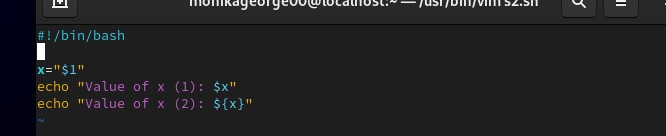 monikageorge00@localhost:~ — /usr/bin/vim s2.sh
#!/bin/bash
x="$1"
echo "Value of x (1): $x"
echo "Value of x (2): ${x}"
~